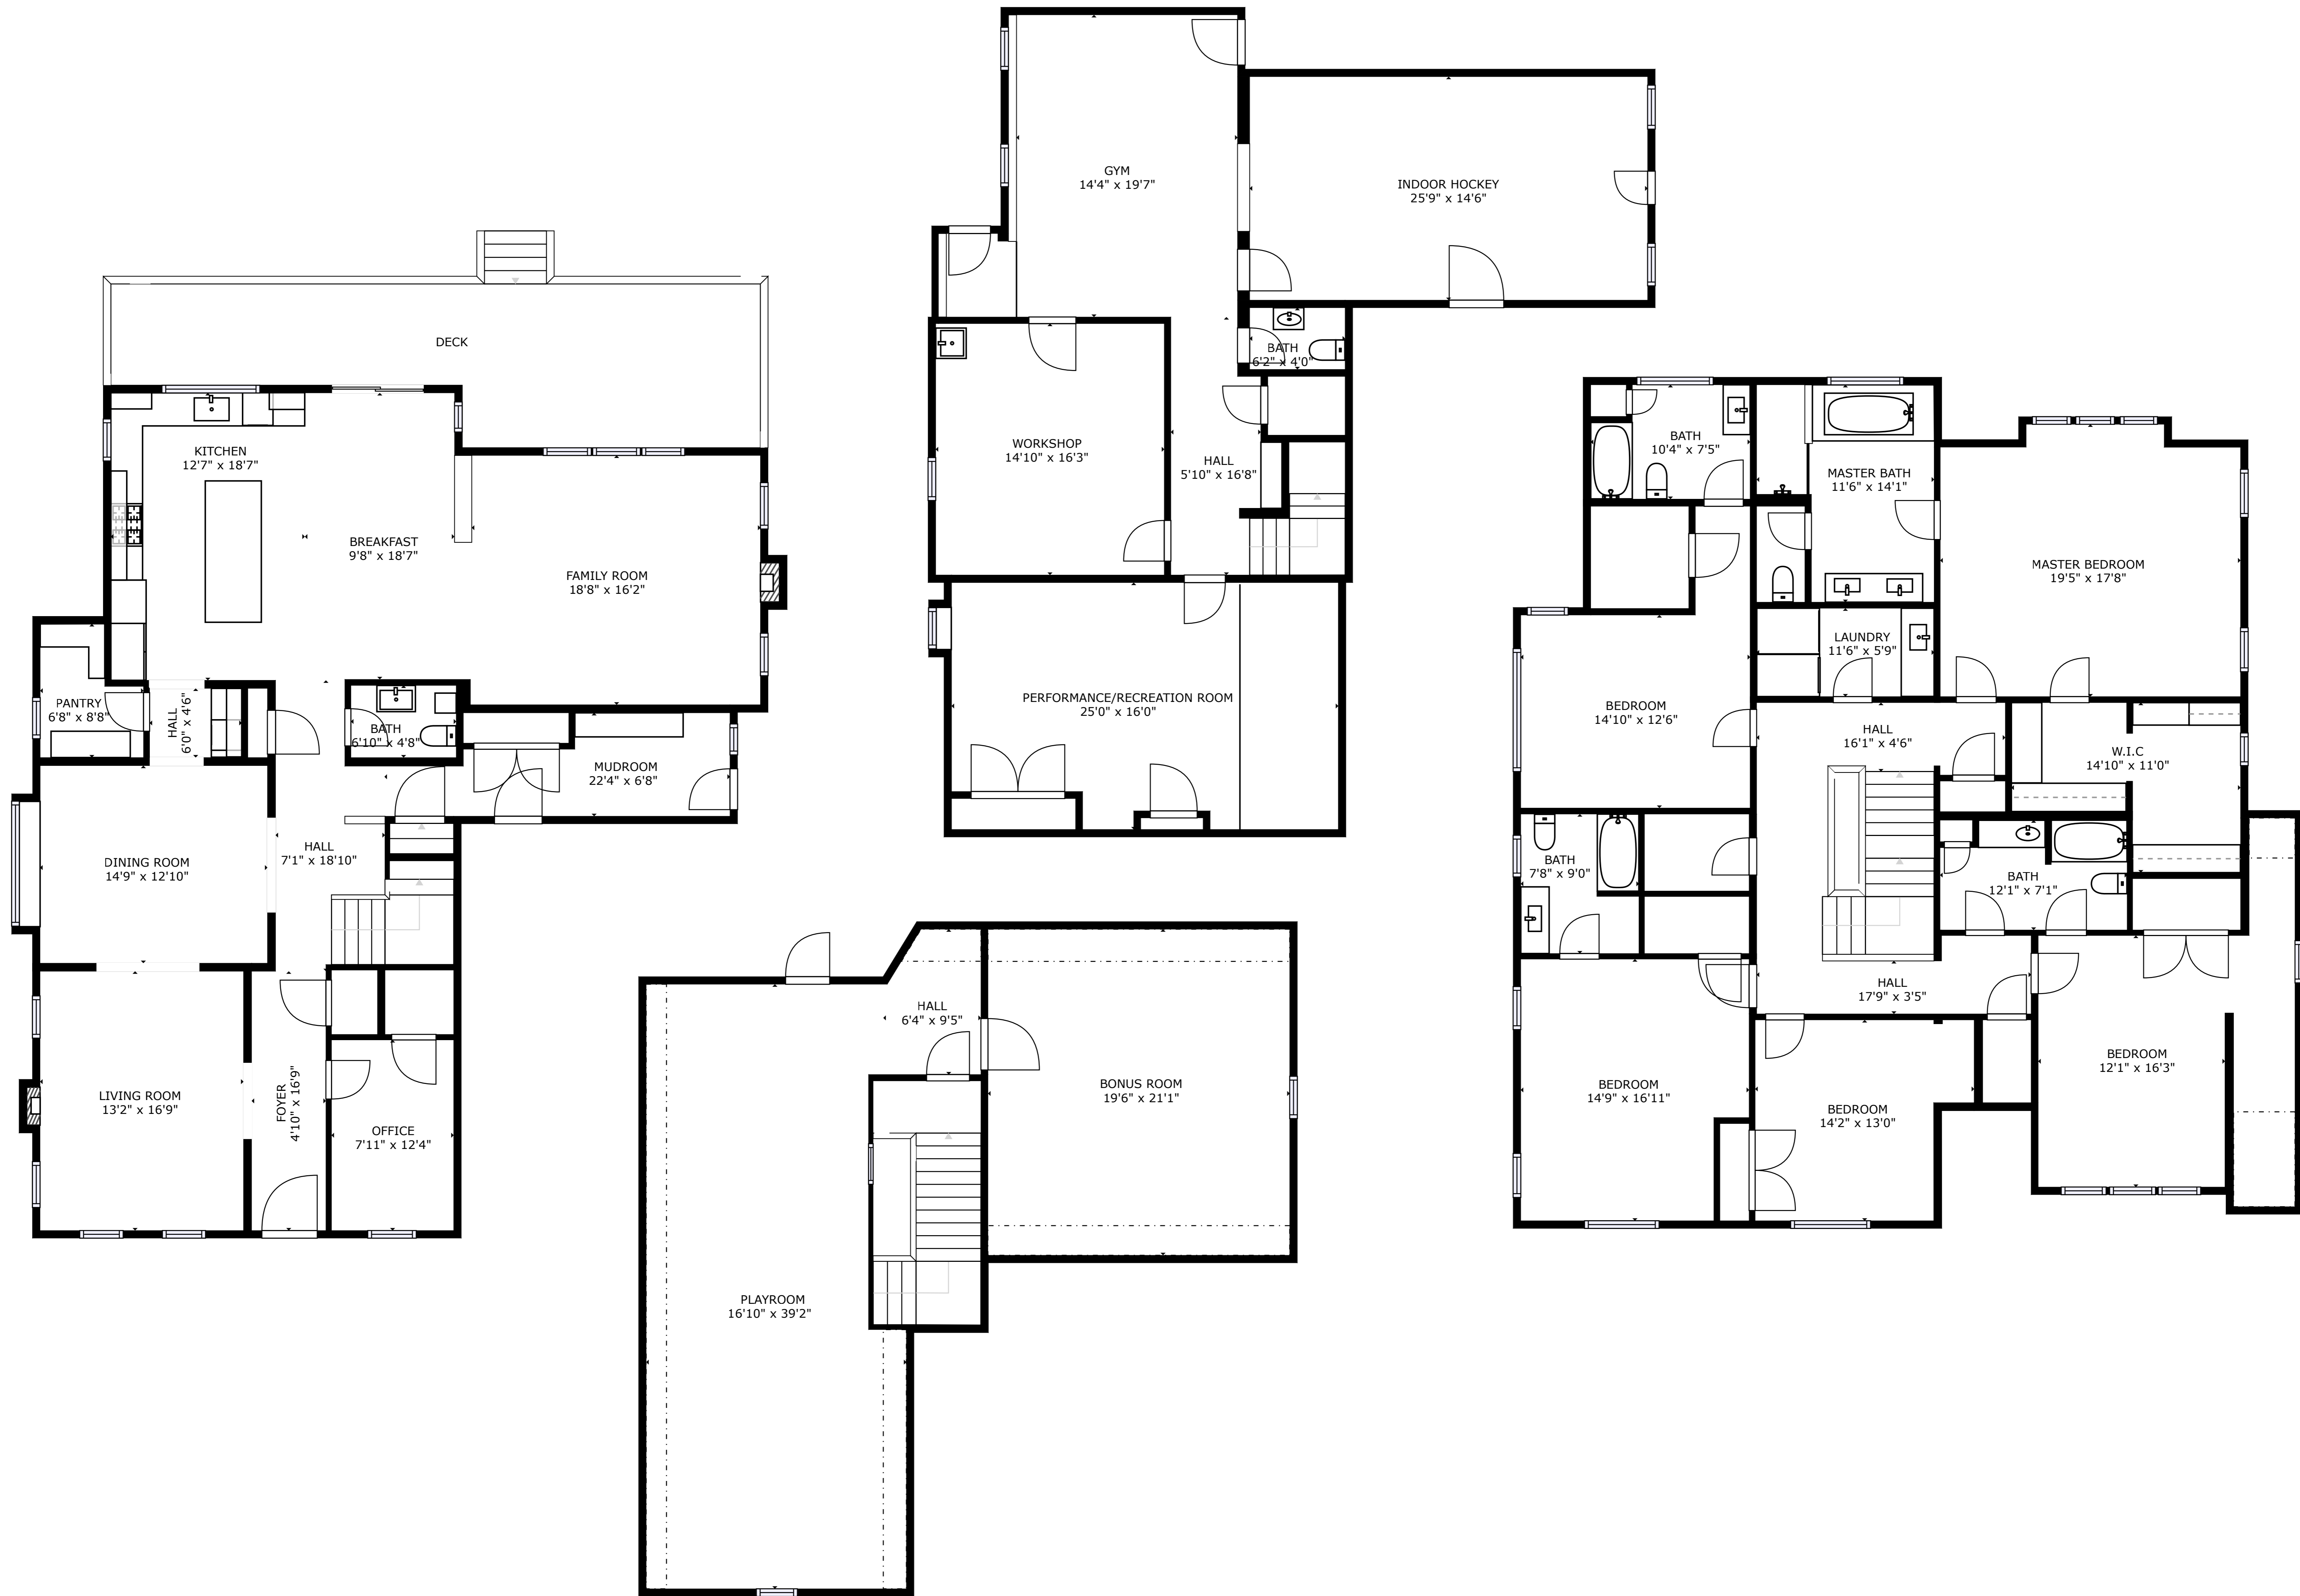 DECK
KITCHEN
12'7" x 18'7"
BREAKFAST
9'8" x 18'7"
FAMILY ROOM
18'8" x 16'2"
PANTRY
6'8" x 8'8"
HALL
6'0" x 4'6"
BATH
6'10" x 4'8"
MUDROOM
22'4" x 6'8"
DINING ROOM
14'9" x 12'10"
HALL
7'1" x 18'10"
LIVING ROOM
13'2" x 16'9"
FOYER
4'10" x 16'9"
OFFICE
7'11" x 12'4"
GYM
14'4" x 19'7"
INDOOR HOCKEY
25'9" x 14'6"
BATH
6'2" x 4'0"
WORKSHOP
14'10" x 16'3"
HALL
5'10" x 16'8"
PERFORMANCE/RECREATION ROOM
25'0" x 16'0"
HALL
6'4" x 9'5"
BONUS ROOM
19'6" x 21'1"
PLAYROOM
16'10" x 39'2"
BATH
10'4" x 7'5"
MASTER BATH
11'6" x 14'1"
MASTER BEDROOM
19'5" x 17'8"
LAUNDRY
11'6" x 5'9"
BEDROOM
14'10" x 12'6"
HALL
16'1" x 4'6"
W.I.C
14'10" x 11'0"
BATH
7'8" x 9'0"
BATH
12'1" x 7'1"
HALL
17'9" x 3'5"
BEDROOM
14'9" x 16'11"
BEDROOM
14'2" x 13'0"
BEDROOM
12'1" x 16'3"